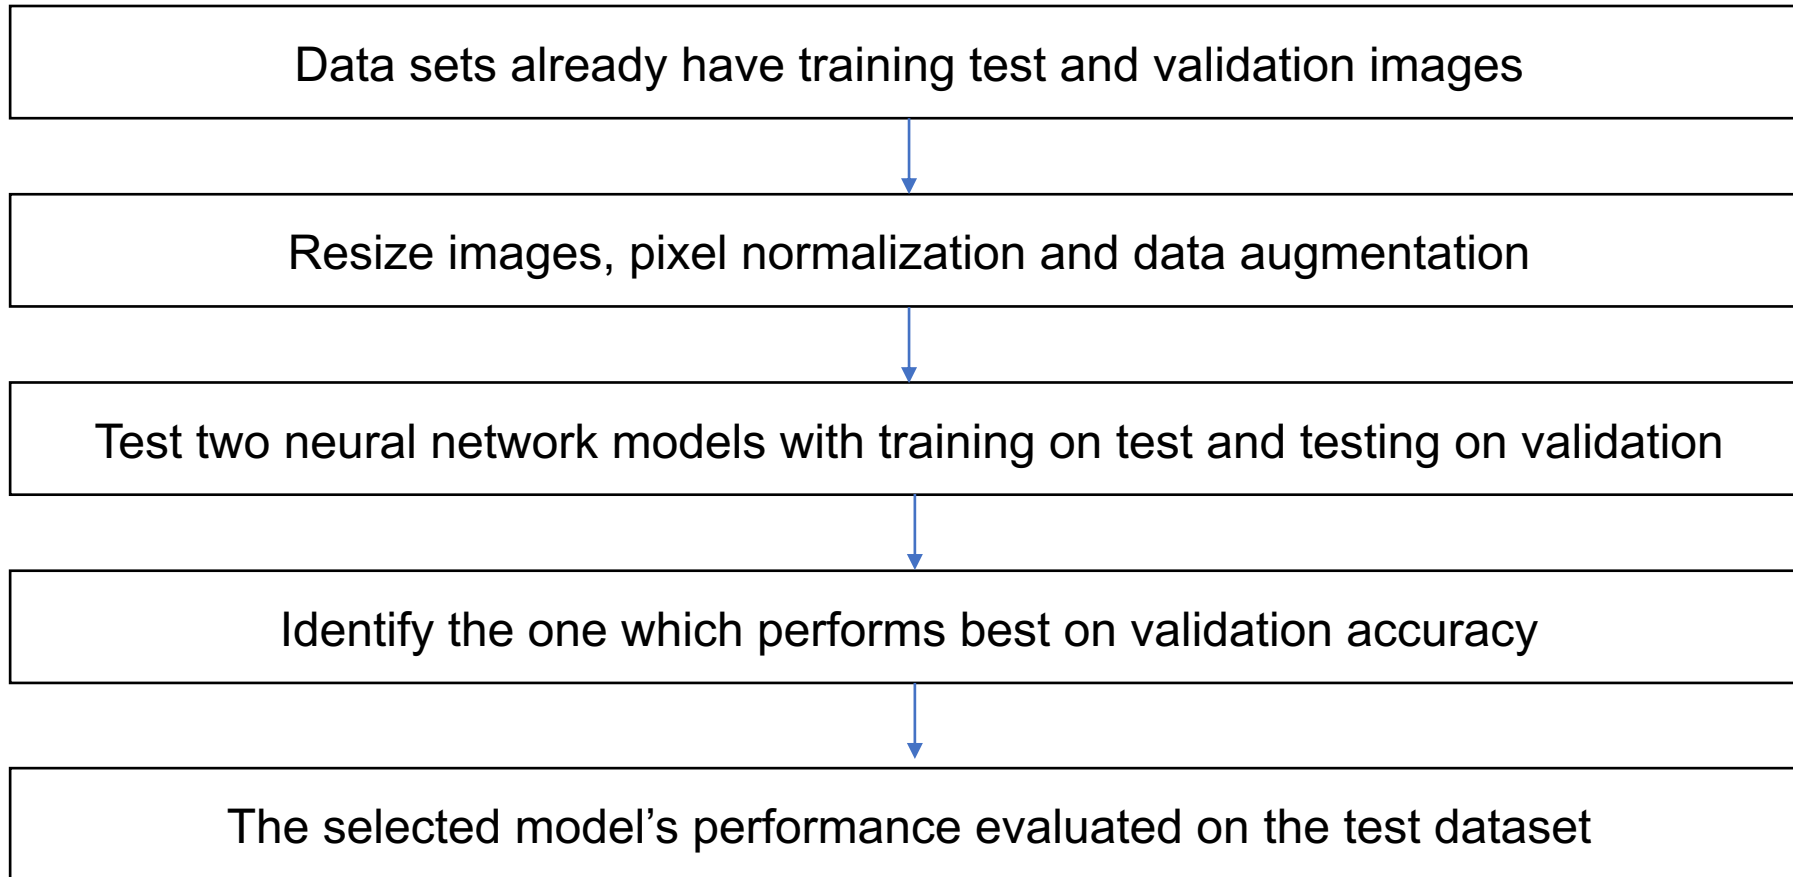 Data sets already have training test and validation images
Resize images, pixel normalization and data augmentation
Test two neural network models with training on test and testing on validation
Identify the one which performs best on validation accuracy
The selected model’s performance evaluated on the test dataset